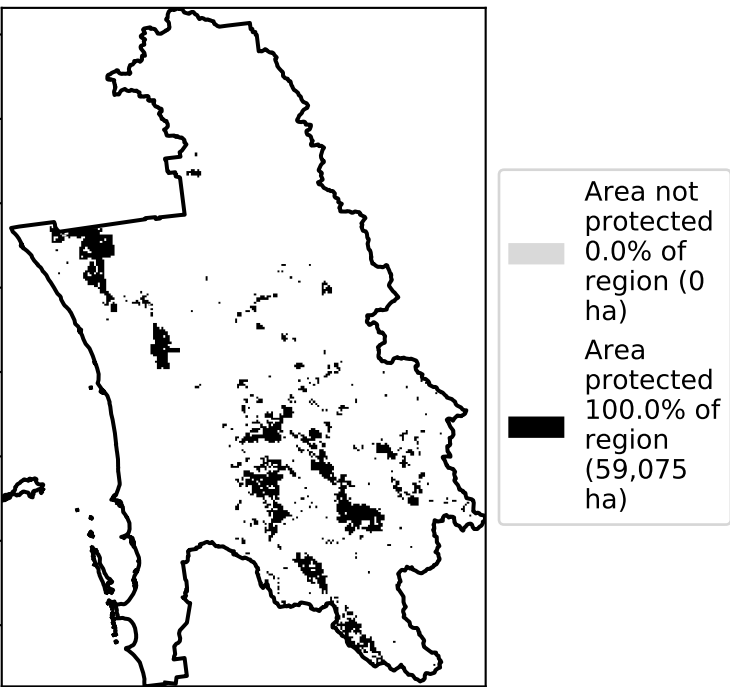 Area not
protected
0.0% of
region (0
ha)
Area
protected
100.0% of
region
(59,075
ha)